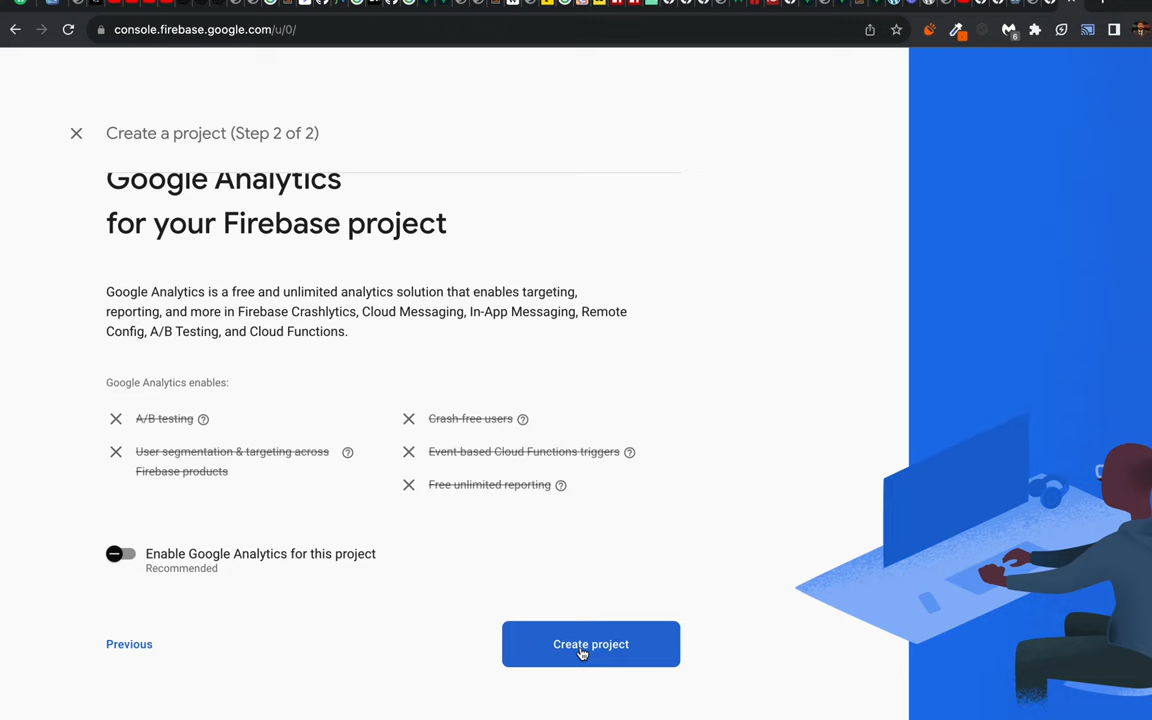 console.firebase.google.com/u/0/
6
Create a project (Step 2 of 2)
Google Analytics
for your Firebase project
Google Analytics is a free and unlimited analytics solution that enables targeting,
reporting, and more in Firebase Crashlytics, Cloud Messaging, In-App Messaging, Remote
Config, A/B Testing, and Cloud Functions.
Google Analytics enables:
A/B testing
Crash-free users
User segmentation & targeting across
Firebase products
Event-based Cloud Functions triggers
Free unlimited reporting
Enable Google Analytics for this project
Recommended
Previous
Create project